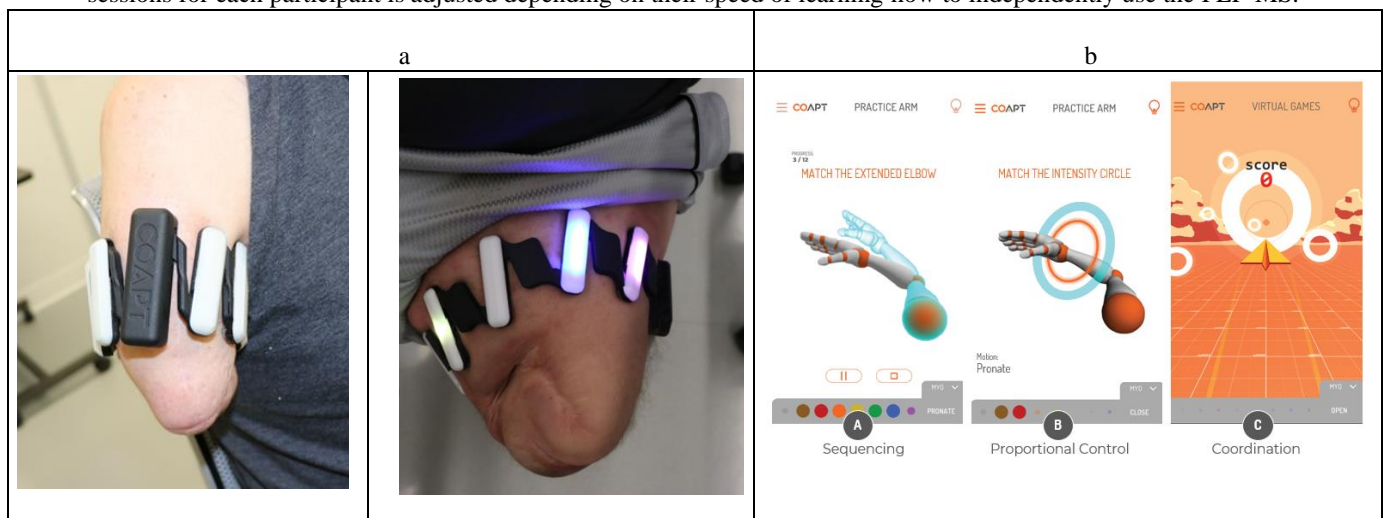 sessions for each participant is adjusted depending on their speed of learning how to independently use the PLP-MS.
a
b
COAPT
COAPT PRACTICE ARM
PROGRESS
3 / 12
MATCH THE EXTENDED ELBOW
MYO
PRONATE
A
Sequencing
COAPT PRACTICE ARM
MATCH THE INTENSITY CIRCLE
Motion:
Pronate
MYO
CLOSE
B
Proportional Control
COAPT VIRTUAL GAMES
score
0
MYO
OPEN
C
Coordination